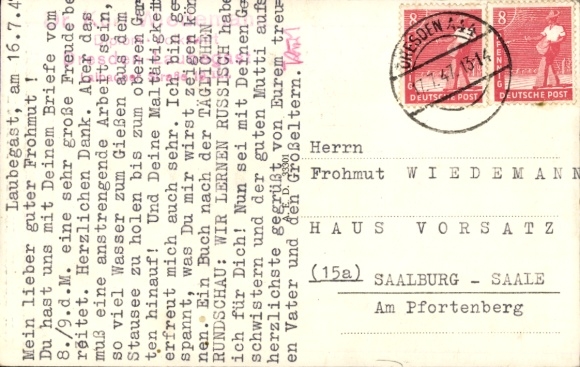 Laubegast, am 16.7.4
Mein lieber guter Frohmut !
Du hast uns mit Deinem Briefe vom
8./9.d.M. eine sehr große Freude be
reitet. Herzlichen Dank. Aber das
muß eine anstrengende Arbet sein,
so viel Wasser zum Gießen aus dem
Stausee zu holen bis zum oberen Gar
ten hinauf! Und Deine Maltätigkeit
erfreut mich auch sehr. Ich bin ge
spannt, was Du mir wirst zeigen kön
nen. Ein Buch nach der TÄGLICHEN
RUNDSCHAU: WIR LERNEN RUSSISCH habe
ich für Dich! Nun sei mit Deinen Ge
schwistern und der guten Mutti aufs
herzlichste gegrüßt von Eurem treu
en Vater und den Großeltern.
DRESDEN A 44
13-14
8 PFENNIG
DEUTSCHE POST
8 PFENNIG
DEUTSCHE POST
Herrn
Frohmut WIEDEMANN
HAUS VORSATZ
(15a) SAALBURG - SAALE
Am Pfortenberg